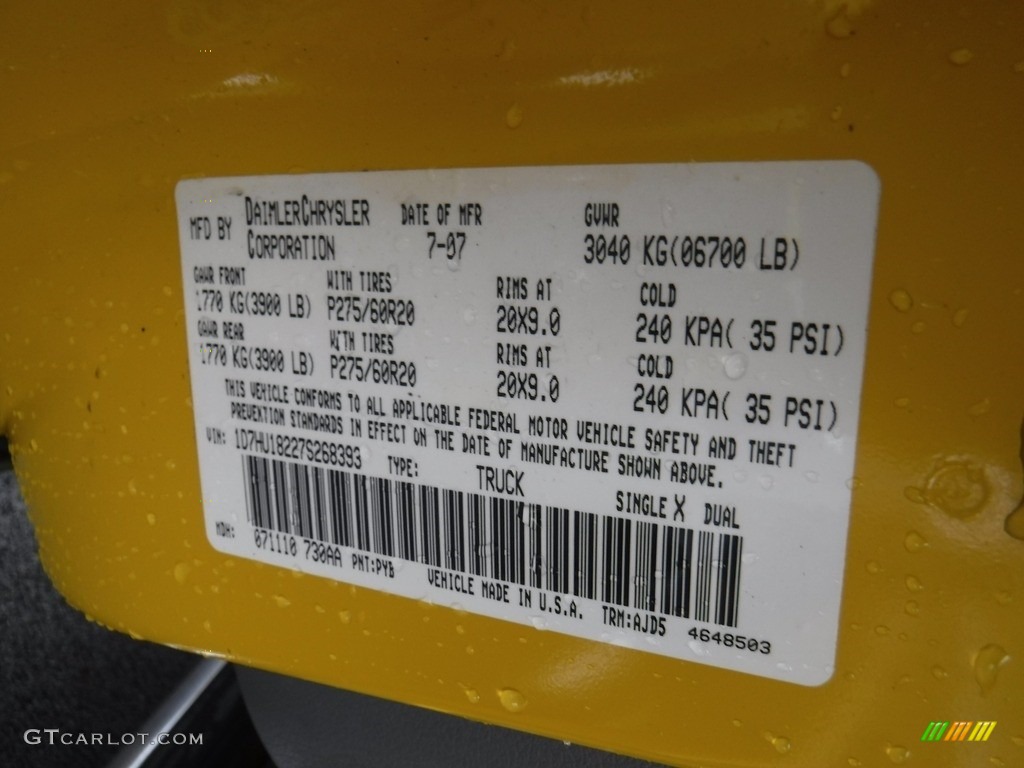 MFD BY DAIMLERCHRYSLER CORPORATION DATE OF MFR 7-07 GVWR 3040 KG(06700 LB)
GAWR FRONT WITH TIRES RIMS AT COLD
1770 KG(3900 LB) P275/60R20 20X9.0 240 KPA( 35 PSI)
GAWR REAR WITH TIRES RIMS AT COLD
1770 KG(3900 LB) P275/60R20 20X9.0 240 KPA( 35 PSI)
THIS VEHICLE CONFORMS TO ALL APPLICABLE FEDERAL MOTOR VEHICLE SAFETY AND THEFT
PREVENTION STANDARDS IN EFFECT ON THE DATE OF MANUFACTURE SHOWN ABOVE.
VIN: 1D7HU18227S268393 TYPE: TRUCK SINGLE X DUAL
MDH: 071110 730AA PNT:PYB VEHICLE MADE IN U.S.A. TRM:AJD5 4648503
GTCARLOT.COM